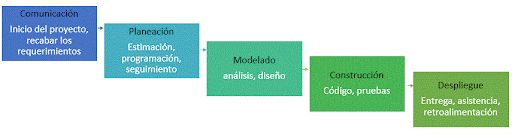 Comunicación
Inicio del proyecto,
recabar los
requerimientos
Planeación
Estimación,
programación,
seguimiento
Modelado
análisis, diseño
Construcción
Código, pruebas
Despliegue
Entrega, asistencia,
retroalimentación